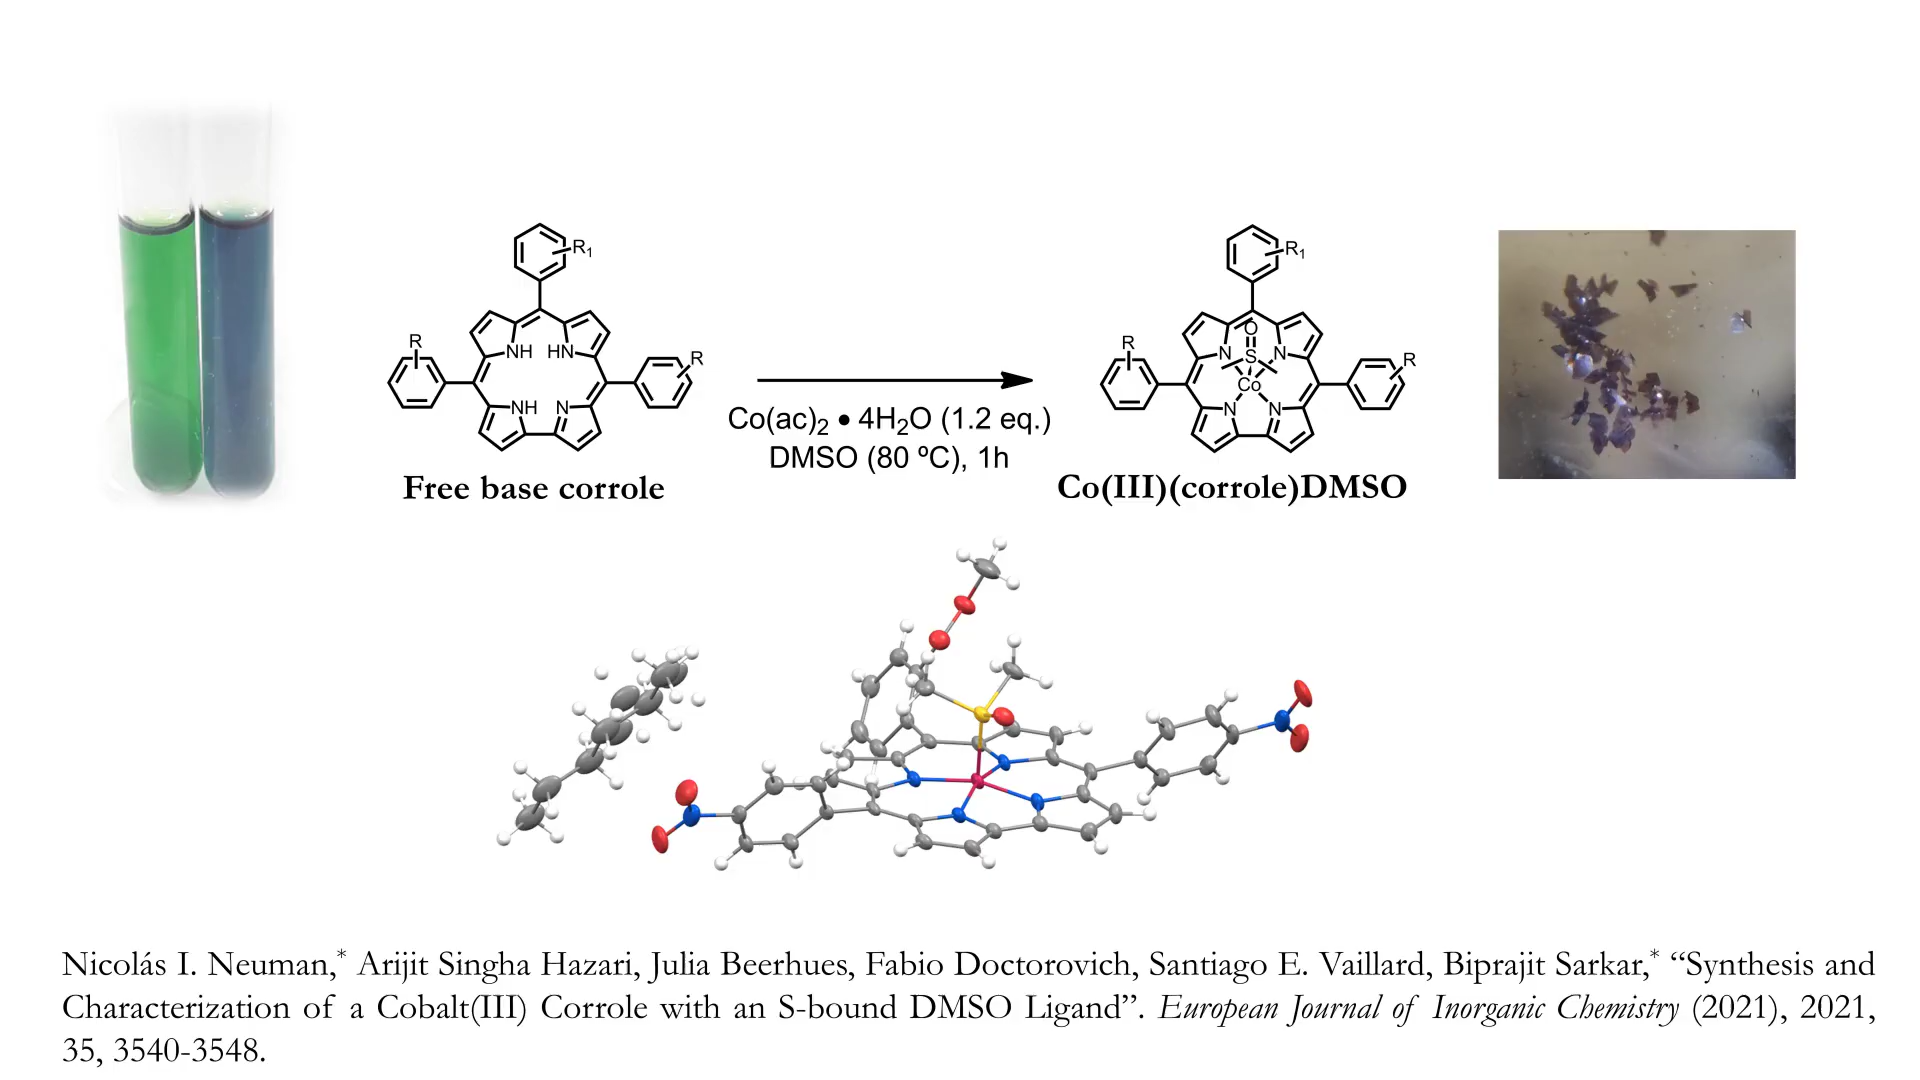 R₁
R
R
NH
HN
NH
N
Free base corrole
Co(ac)₂ • 4H₂O (1.2 eq.)
DMSO (80 ºC), 1h
R₁
R
R
O
S
N
N
Co
N
N
Co(III)(corrole)DMSO
Nicolás I. Neuman,* Arijit Singha Hazari, Julia Beerhues, Fabio Doctorovich, Santiago E. Vaillard, Biprajit Sarkar,* “Synthesis and
Characterization of a Cobalt(III) Corrole with an S-bound DMSO Ligand”. European Journal of Inorganic Chemistry (2021), 2021,
35, 3540-3548.